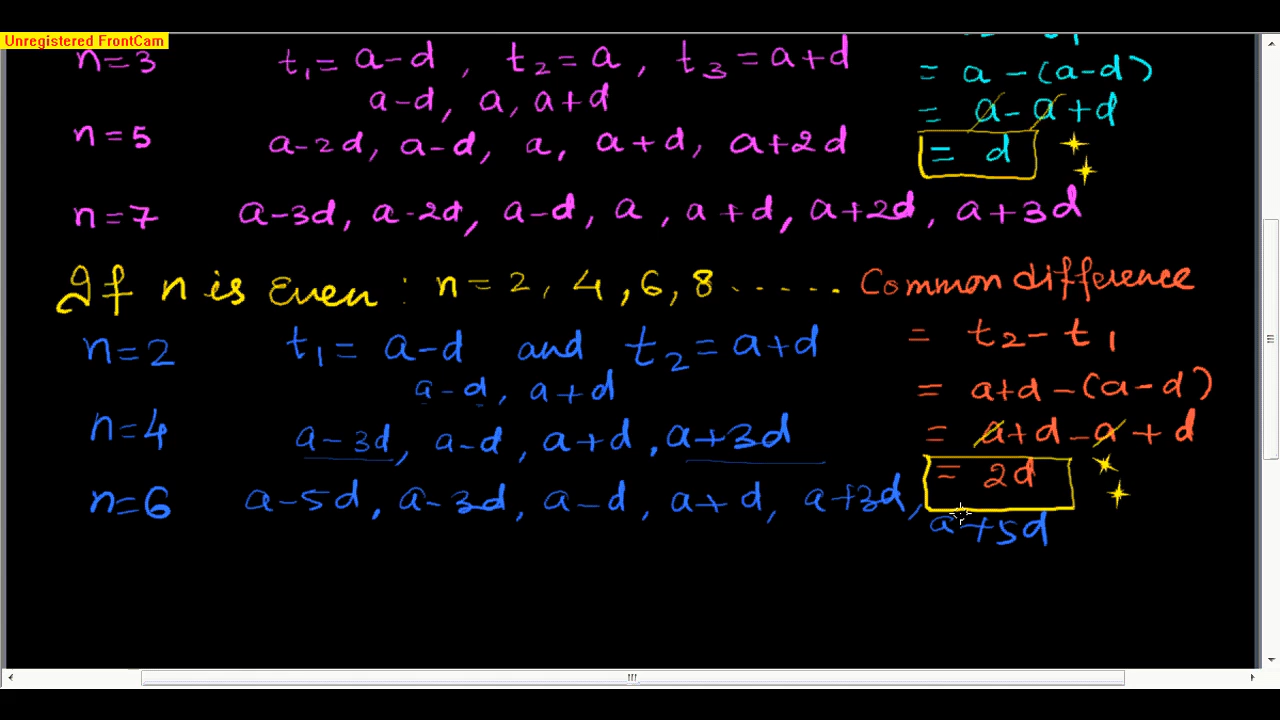 Unregistered FrontCam
n=3 t₁= a-d, t₂=a, t₃=a+d
a-d, a, a+d
= a-(a-d)
= a-a+d
n=5 a-2d, a-d, a, a+d, a+2d
= d
n=7 a-3d, a-2d, a-d, a, a+d, a+2d, a+3d
If n is even: n=2, 4, 6, 8 ..... Common difference
n=2 t₁= a-d and t₂=a+d
= t₂-t₁
a-d, a+d
= a+d-(a-d)
n=4 a-3d, a-d, a+d, a+3d
= a+d-a+d
= 2d
n=6 a-5d, a-3d, a-d, a+d, a+3d,
a+5d